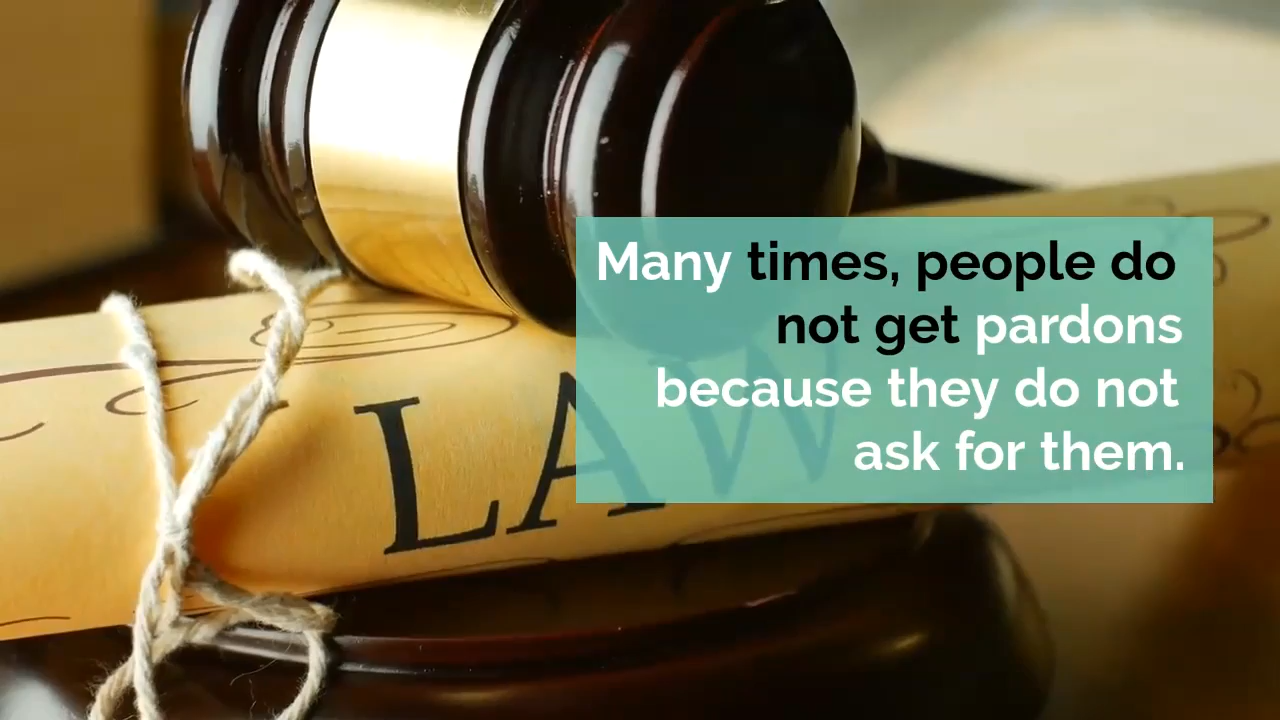 Many times, people do
not get pardons
because they do not
ask for them.
LAW